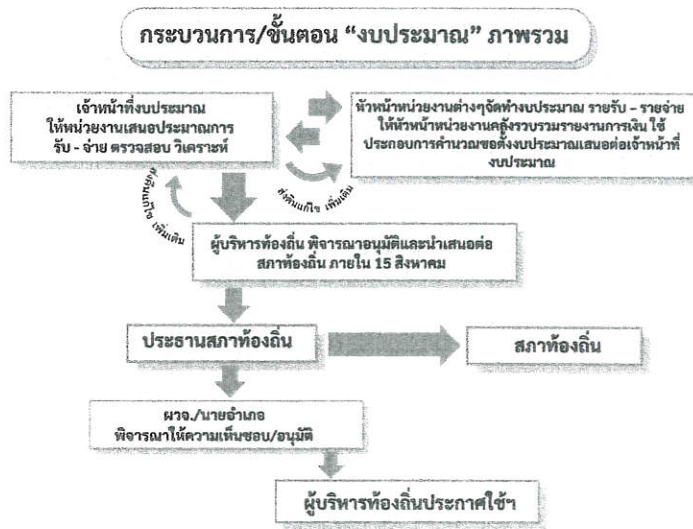 กระบวนการ/ขั้นตอน “งบประมาณ” ภาพรวม
เจ้าหน้าที่งบประมาณ
ให้หน่วยงานเสนอประมาณการ
รับ - จ่าย ตรวจสอบ วิเคราะห์
หัวหน้าหน่วยงานต่างๆจัดทำงบประมาณ รายรับ - รายจ่าย
ให้หัวหน้าหน่วยงานคลังรวบรวมรายงานการเงิน ใช้
ประกอบการคำนวณขอตั้งงบประมาณเสนอต่อเจ้าหน้าที่
งบประมาณ
ส่งคืนแก้ไข เพิ่มเติม
ส่งคืนแก้ไข เพิ่มเติม
ผู้บริหารท้องถิ่น พิจารณาอนุมัติและนำเสนอต่อ
สภาท้องถิ่น ภายใน 15 สิงหาคม
ประธานสภาท้องถิ่น
สภาท้องถิ่น
ผวจ./นายอำเภอ
พิจารณาให้ความเห็นชอบ/อนุมัติ
ผู้บริหารท้องถิ่นประกาศใช้ฯ